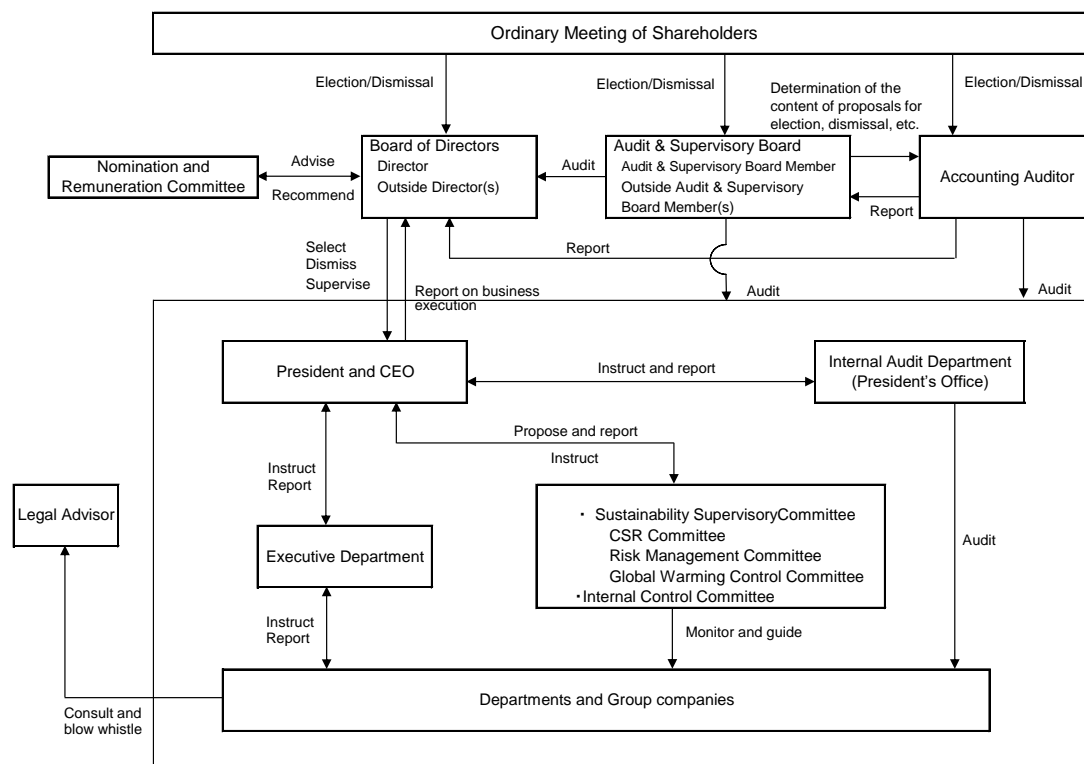 Ordinary Meeting of Shareholders
Election/Dismissal
Election/Dismissal
Determination of the
content of proposals for
election, dismissal, etc.
Election/Dismissal
Nomination and
Remuneration Committee
Advise
Recommend
Board of Directors
Director
Outside Director(s)
Audit
Audit & Supervisory Board
Audit & Supervisory Board Member
Outside Audit & Supervisory
Board Member(s)
Report
Accounting Auditor
Select
Dismiss
Supervise
Report
Report on business
execution
Audit
Audit
President and CEO
Instruct and report
Internal Audit Department
(President's Office)
Propose and report
Instruct
Instruct
Report
Legal Advisor
Executive Department
・ Sustainability SupervisoryCommittee
CSR Committee
Risk Management Committee
Global Warming Control Committee
・Internal Control Committee
Audit
Instruct
Report
Monitor and guide
Departments and Group companies
Consult and
blow whistle